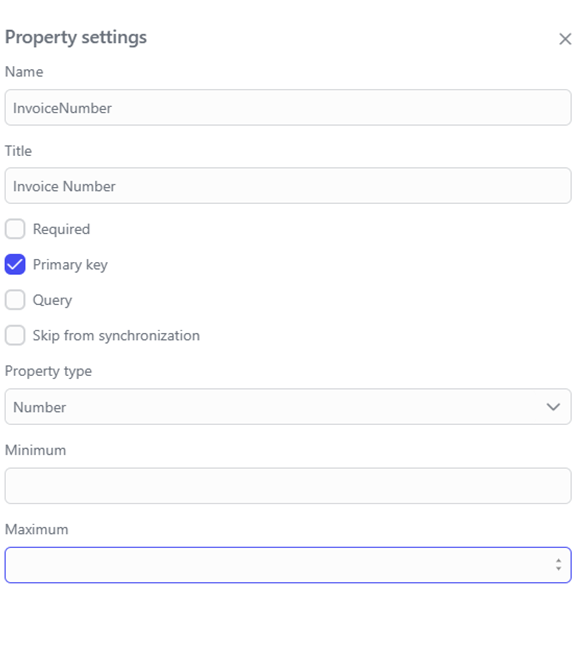 Property settings
Name
InvoiceNumber
Title
Invoice Number
Required
Primary key
Query
Skip from synchronization
Property type
Number
Minimum
Maximum